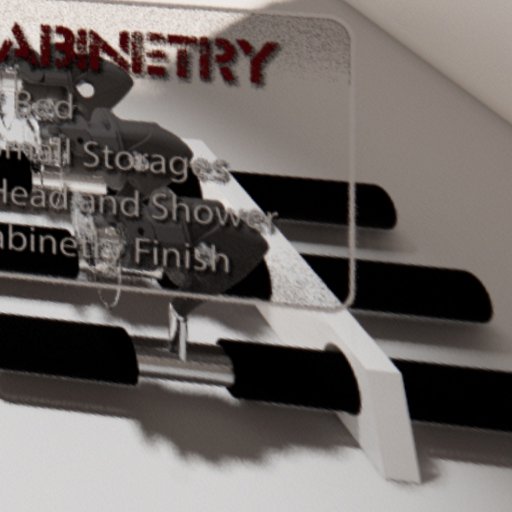 ABINETRY
Bed
mall Storages
Head and Shower
abinetry Finish